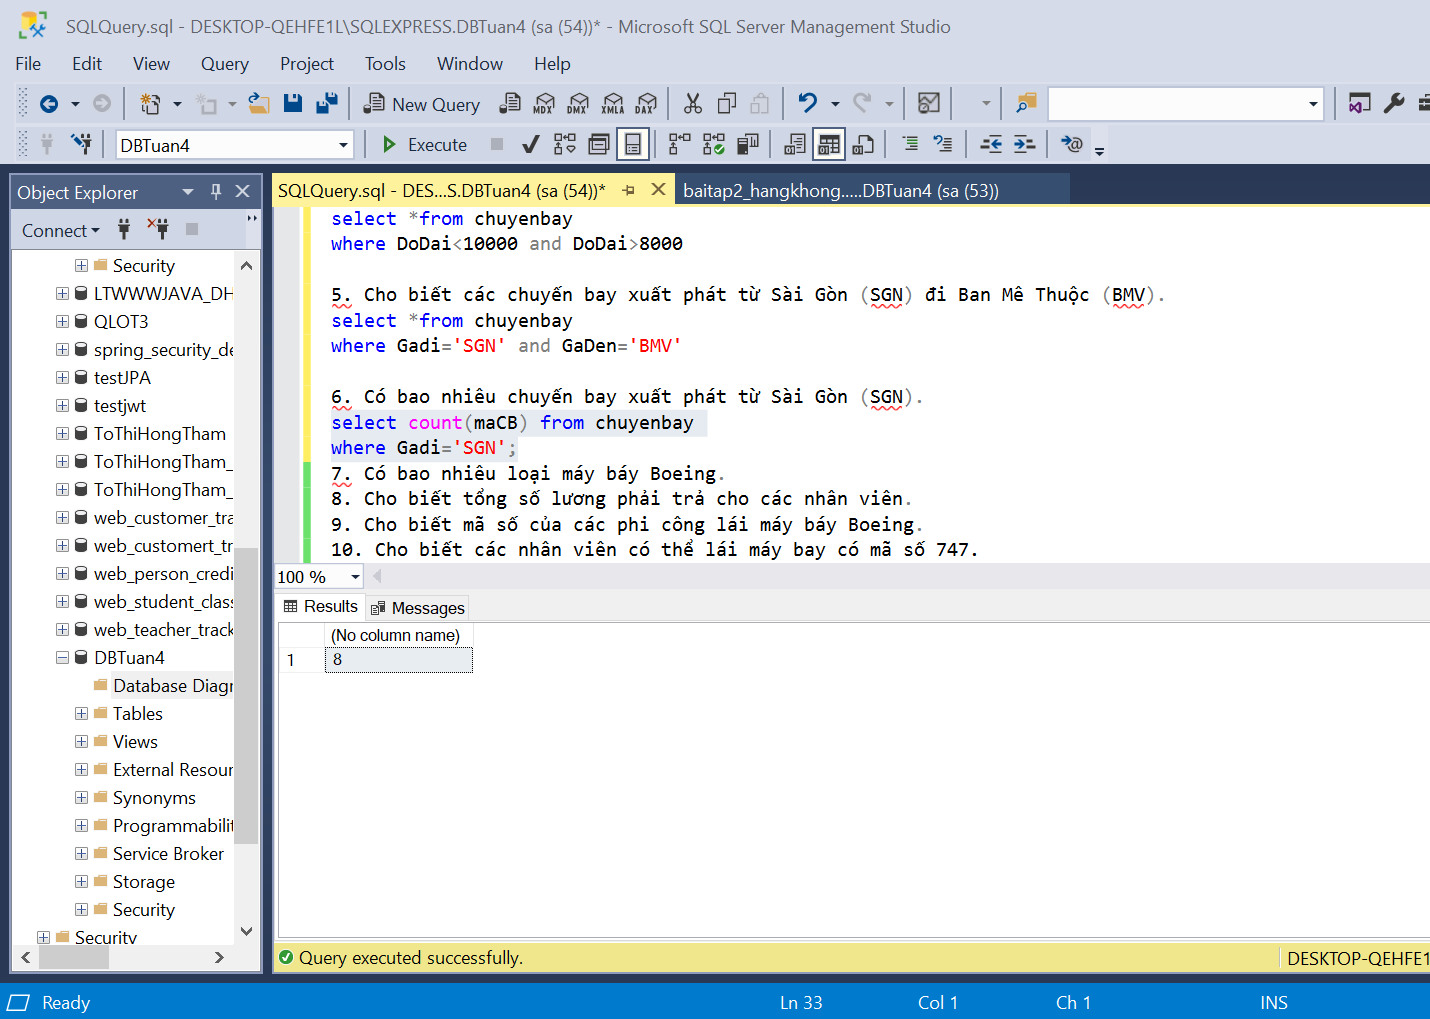 SQLQuery.sql - DESKTOP-QEHFE1L\SQLEXPRESS.DBTuan4 (sa (54))* - Microsoft SQL Server Management Studio
File Edit View Query Project Tools Window Help
New Query MDX DMX XMLA DAX
DBTuan4 Execute
Object Explorer
Connect
Security
LTWWWJAVA_DH
QLOT3
spring_security_de
testJPA
testjwt
ToThiHongTham
ToThiHongTham_
ToThiHongTham_
web_customer_tra
web_customert_tr
web_person_credi
web_student_class
web_teacher_track
DBTuan4
Database Diagr
Tables
Views
External Resour
Synonyms
Programmabilit
Service Broker
Storage
Security
Security
SQLQuery.sql - DES...S.DBTuan4 (sa (54))* baitap2_hangkhong.....DBTuan4 (sa (53))
select *from chuyenbay
where DoDai<10000 and DoDai>8000
5. Cho biết các chuyến bay xuất phát từ Sài Gòn (SGN) đi Ban Mê Thuộc (BMV).
select *from chuyenbay
where Gadi='SGN' and GaDen='BMV'
6. Có bao nhiêu chuyến bay xuất phát từ Sài Gòn (SGN).
select count(maCB) from chuyenbay
where Gadi='SGN';
7. Có bao nhiêu loại máy báy Boeing.
8. Cho biết tổng số lương phải trả cho các nhân viên.
9. Cho biết mã số của các phi công lái máy báy Boeing.
10. Cho biết các nhân viên có thể lái máy bay có mã số 747.
100 %
Results Messages
(No column name)
1 8
Query executed successfully. DESKTOP-QEHFE1
Ready Ln 33 Col 1 Ch 1 INS